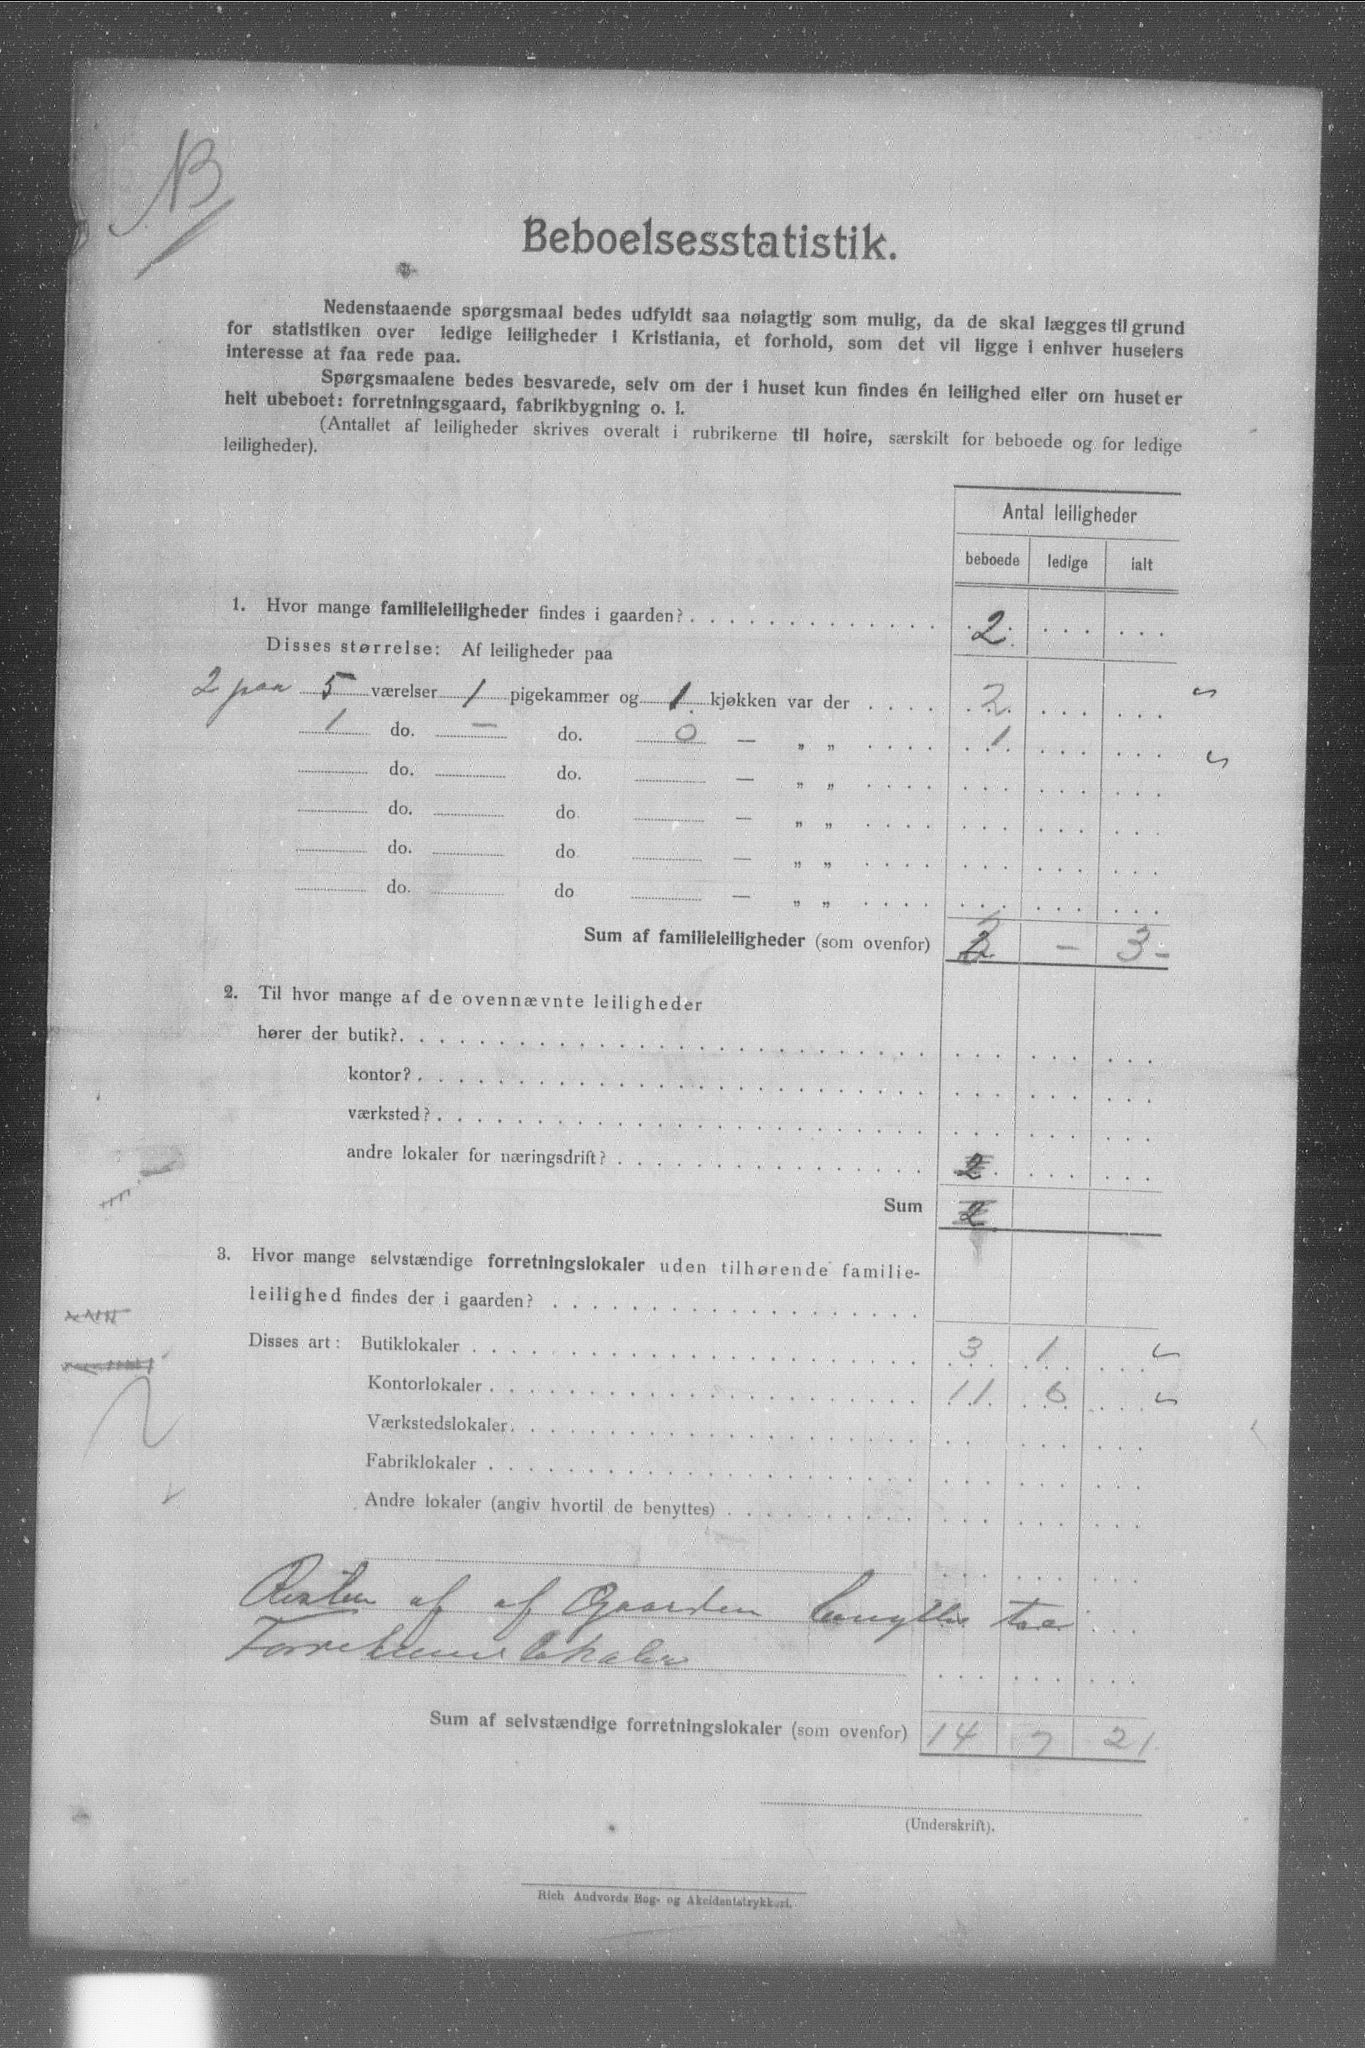 NB
Beboelsesstatistik.
Nedenstaaende spørgsmaal bedes udfyldt saa nøiagtig som mulig, da de skal lægges til grund
for statistiken over ledige leiligheder i Kristiania, et forhold, som det vil ligge i enhver huseiers
interesse at faa rede paa.
Spørgsmaalene bedes besvarede, selv om der i huset kun findes én leilighed eller om huset er
helt ubeboet: forretningsgaard, fabrikbygning o. l.
(Antallet af leiligheder skrives overalt i rubrikerne til høire, særskilt for beboede og for ledige
leiligheder).
Antal leiligheder
beboede ledige ialt
1. Hvor mange familieleiligheder findes i gaarden? 2
Disses størrelse: Af leiligheder paa
2 paa 5 værelser 1 pigekammer og 1 kjøkken var der 2
1 do. — do. 0 — „ „ 1
do. do. — „ „
do. do — „ „
do. do — „ „
do. do — „ „
Sum af familieleiligheder (som ovenfor) 3 — 3 —
2. Til hvor mange af de ovennævnte leiligheder
hører der butik?
kontor?
værksted?
andre lokaler for næringsdrift? 2
Sum 2
3. Hvor mange selvstændige forretningslokaler uden tilhørende familie-
leilighed findes der i gaarden?
Disses art: Butiklokaler 3 1
Kontorlokaler 11 6
Værkstedslokaler
Fabriklokaler
Andre lokaler (angiv hvortil de benyttes)
Resten af af Gaarden benyttes
Forretningslokaler
Sum af selvstændige forretningslokaler (som ovenfor) 14 7 21
(Underskrift).
Rich Andvords Bog- og Akcidentstrykkeri.